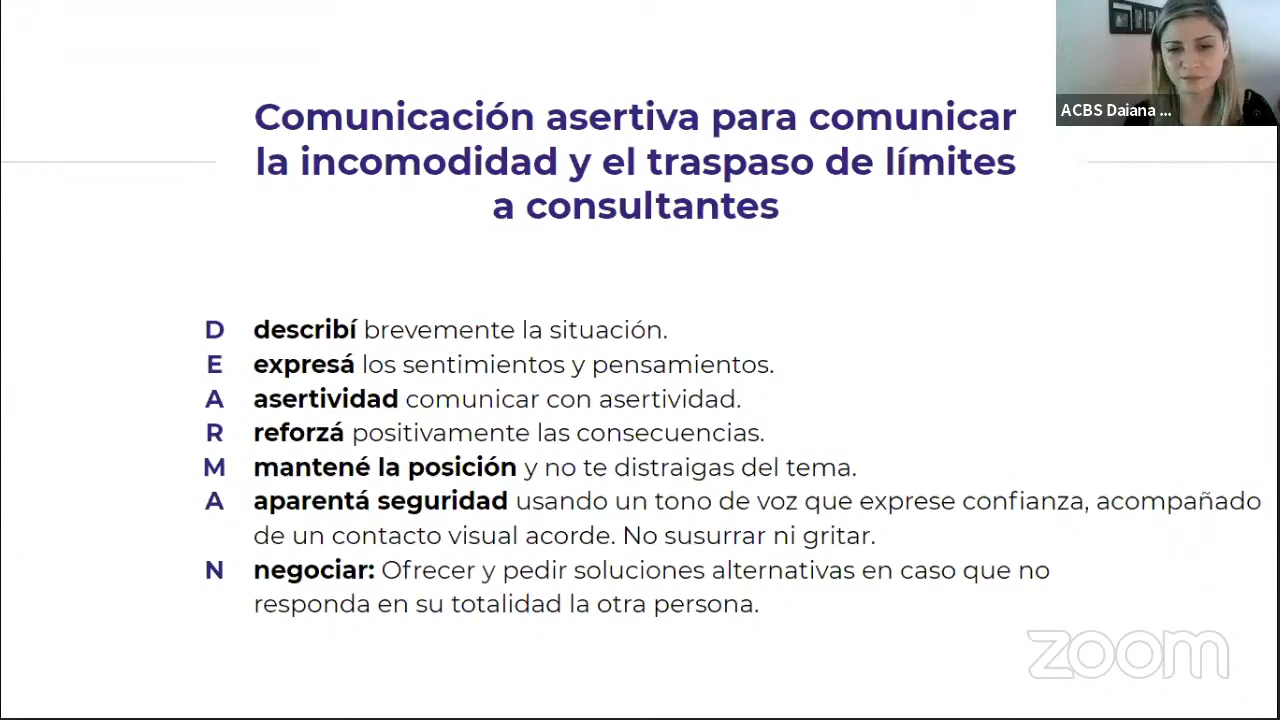 Comunicación asertiva para comunicar
la incomodidad y el traspaso de límites
a consultantes
ACBS Daiana ...
D describí brevemente la situación.
E expresá los sentimientos y pensamientos.
A asertividad comunicar con asertividad.
R reforzá positivamente las consecuencias.
M mantené la posición y no te distraigas del tema.
A aparentá seguridad usando un tono de voz que exprese confianza, acompañado
de un contacto visual acorde. No susurrar ni gritar.
N negociar: Ofrecer y pedir soluciones alternativas en caso que no
responda en su totalidad la otra persona.
zoom